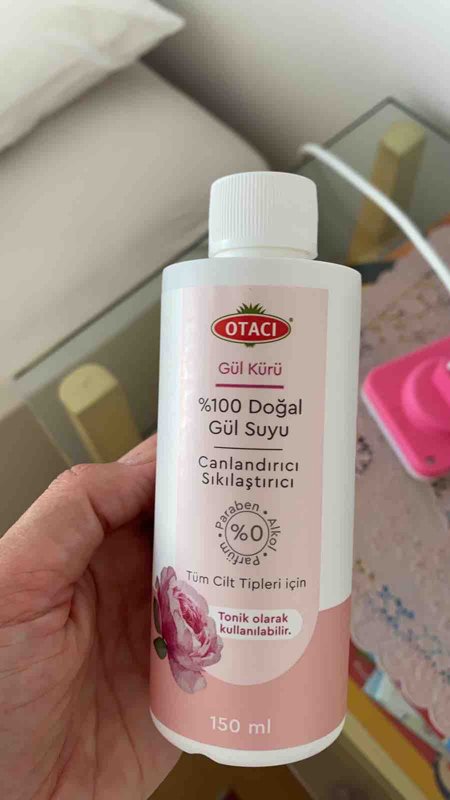 OTACI
Gül Kürü
%100 Doğal
Gül Suyu
Canlandırıcı
Sıkılaştırıcı
Paraben • Alkol • Parfüm •
%0
Tüm Cilt Tipleri için
Tonik olarak
kullanılabilir.
150 ml